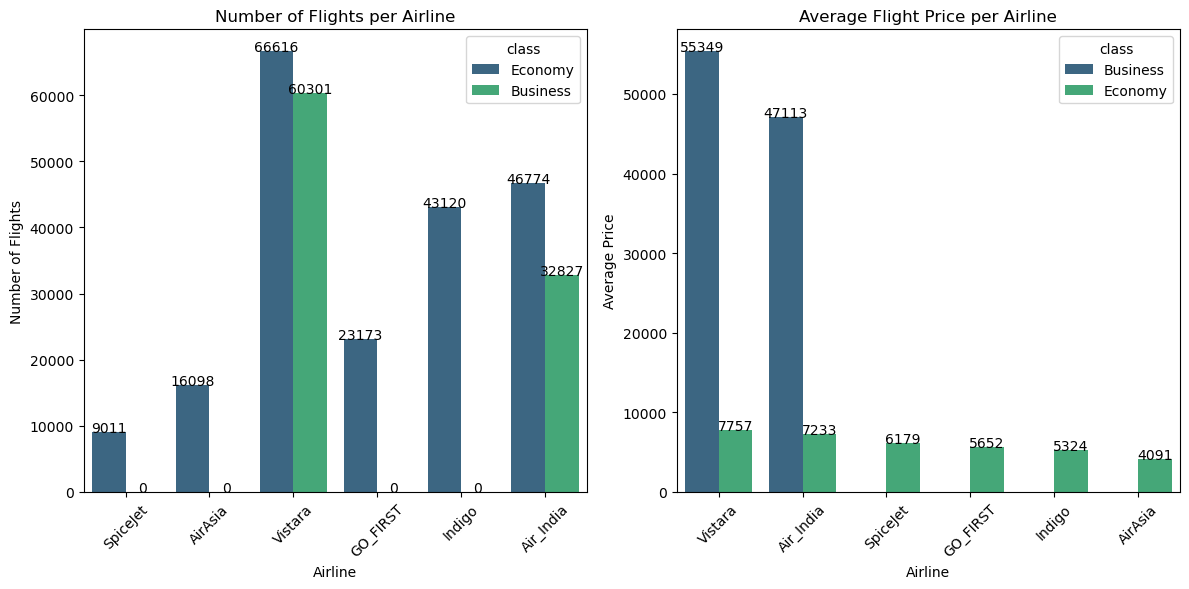 Number of Flights per Airline
Number of Flights
60000
50000
40000
30000
20000
10000
0
class
Economy
Business
9011
0
16098
0
66616
60301
23173
0
43120
0
46774
32827
SpiceJet
AirAsia
Vistara
GO_FIRST
Indigo
Air_India
Airline
Average Flight Price per Airline
Average Price
50000
40000
30000
20000
10000
0
class
Business
Economy
55349
7757
47113
7233
6179
5652
5324
4091
Vistara
Air_India
SpiceJet
GO_FIRST
Indigo
AirAsia
Airline